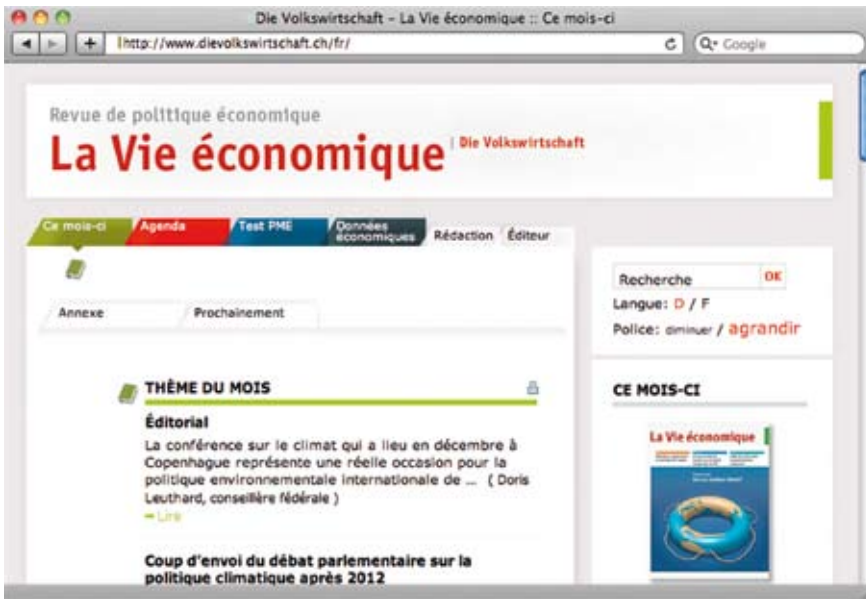 Die Volkswirtschaft – La Vie économique :: Ce mois-ci
http://www.dievolkswirtschaft.ch/fr/
Google
Revue de politique économique
La Vie économique
Die Volkswirtschaft
Ce mois-ci
Agenda
Test PME
Données
économiques
Rédaction
Éditeur
Annexe
Prochainement
THÈME DU MOIS
Éditorial
La conférence sur le climat qui a lieu en décembre à
Copenhague représente une réelle occasion pour la
politique environnementale internationale de ... ( Doris
Leuthard, conseillère fédérale )
Lire
Coup d'envoi du débat parlementaire sur la
politique climatique après 2012
Recherche OK
Langue: D / F
Police: diminuer / agrandir
CE MOIS-CI
La Vie économique